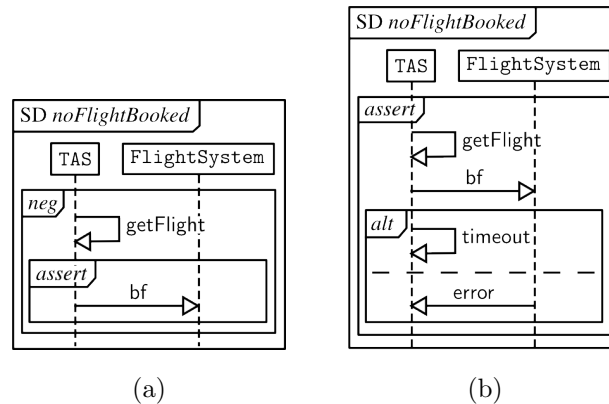 SD noFlightBooked
TAS
FlightSystem
neg
getFlight
assert
bf
(a)
SD noFlightBooked
TAS
FlightSystem
assert
getFlight
bf
alt
timeout
error
(b)